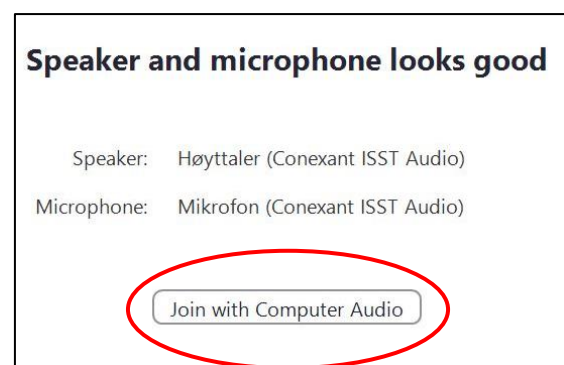 Speaker and microphone looks good
Speaker: Høyttaler (Conexant ISST Audio)
Microphone: Mikrofon (Conexant ISST Audio)
Join with Computer Audio